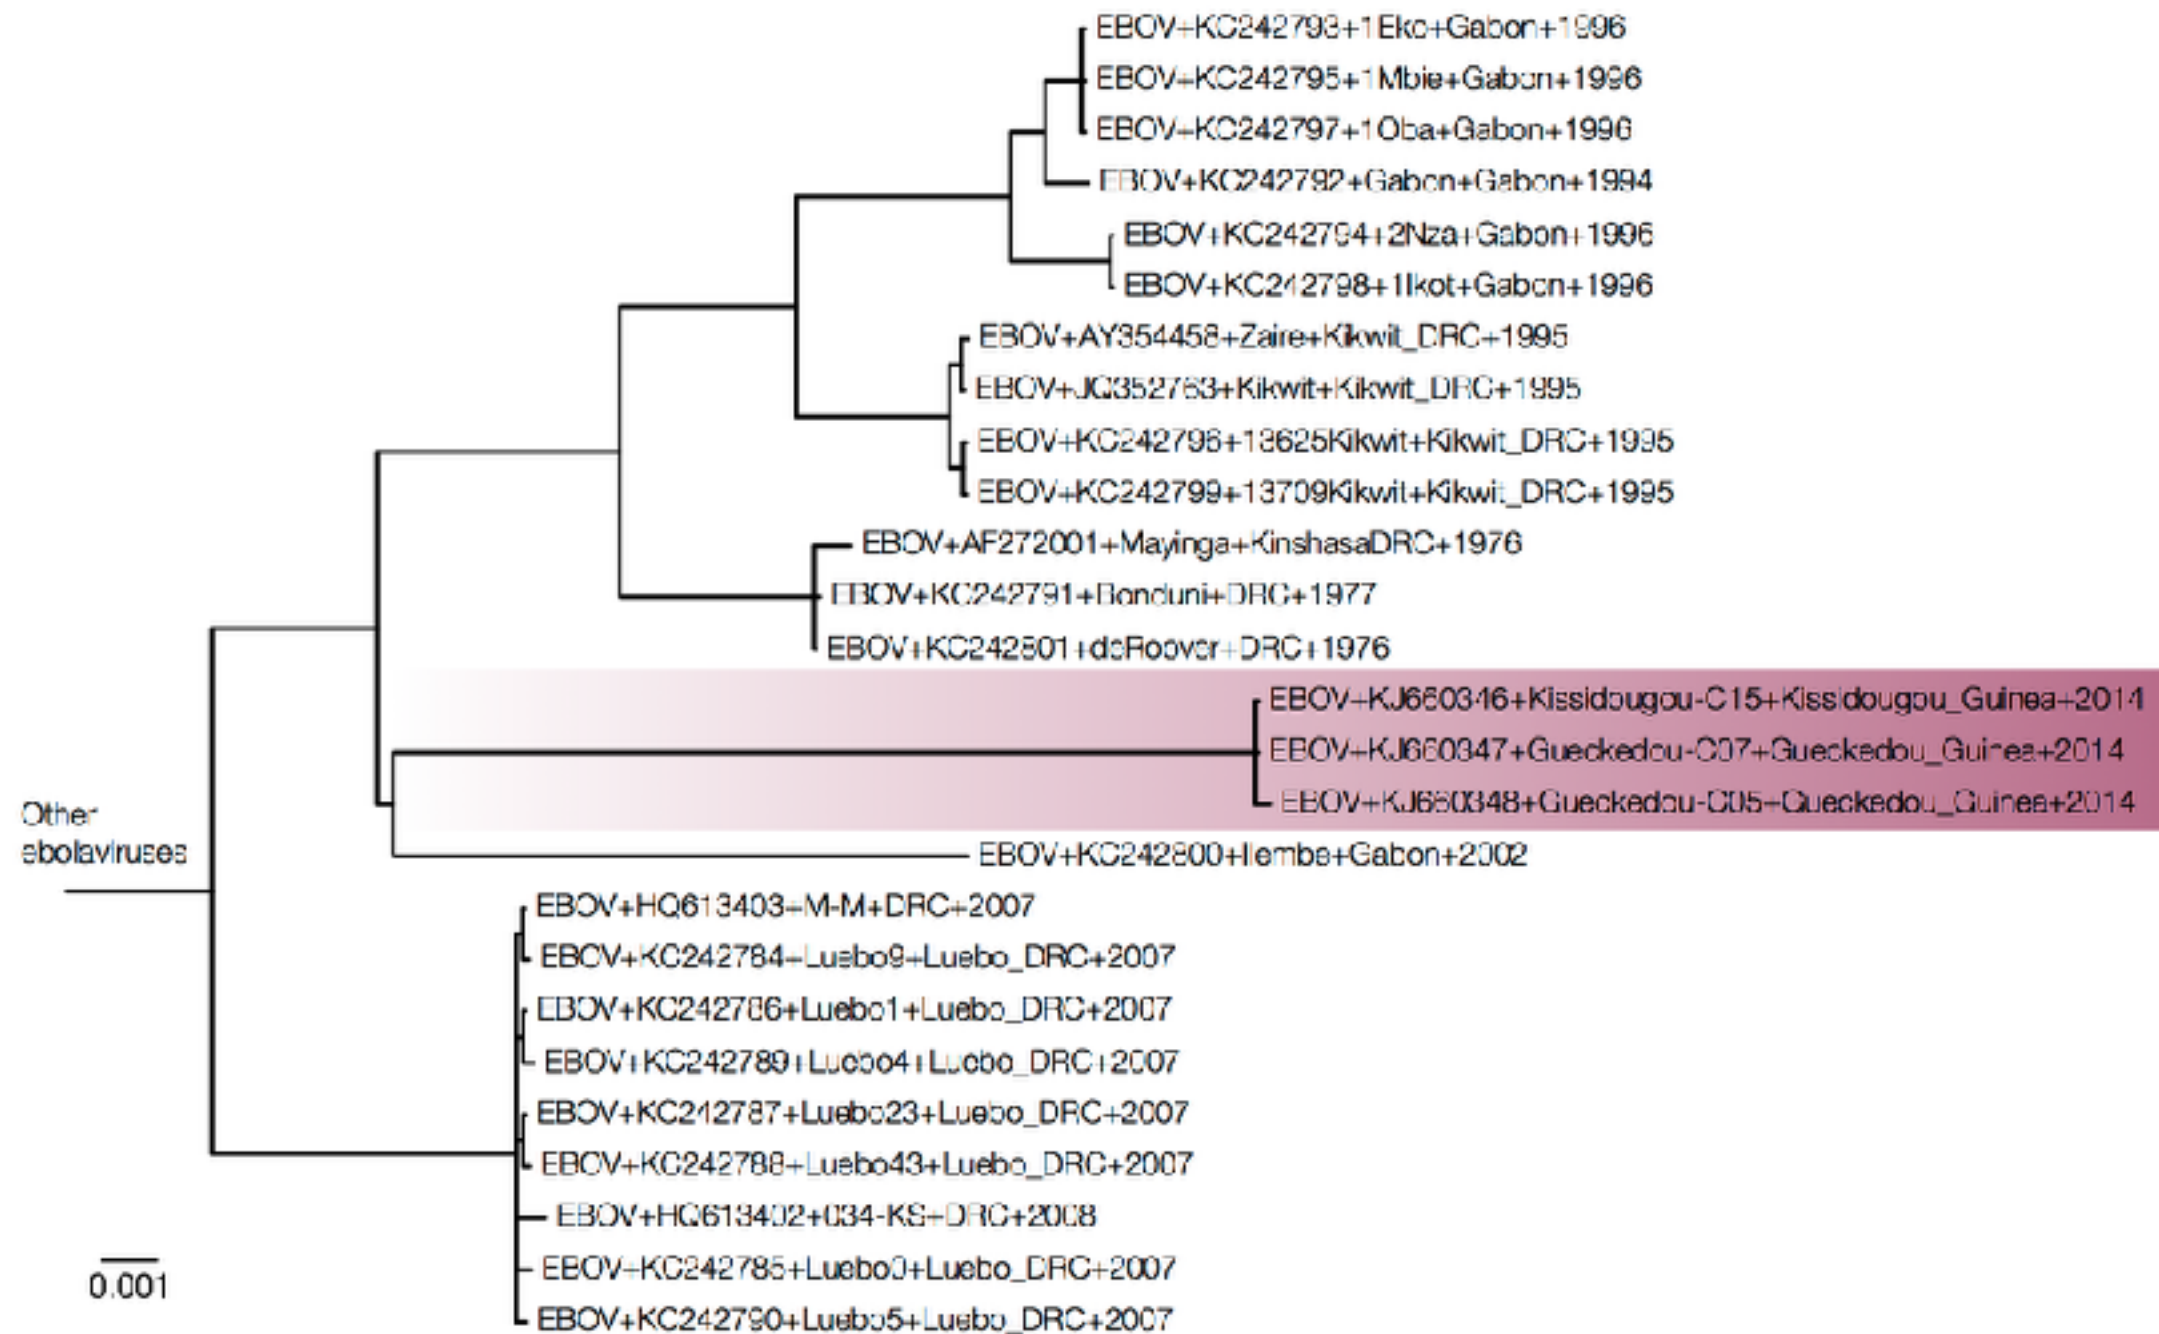 EBOV+KC242793+1Eko+Gabon+1996
EBOV+KC242795+1Mbie+Gabon+1996
EBOV+KC242797+1Oba+Gabon+1996
EBOV+KC242792+Gabon+Gabon+1994
EBOV+KC242794+2Nza+Gabon+1996
EBOV+KC242798+1Ikot+Gabon+1996
EBOV+AY354458+Zaire+Kikwit_DRC+1995
EBOV+JQ352763+Kikwit+Kikwit_DRC+1995
EBOV+KC242796+13625Kikwit+Kikwit_DRC+1995
EBOV+KC242799+13709Kikwit+Kikwit_DRC+1995
EBOV+AF272001+Mayinga+KinshasaDRC+1976
EBOV+KC242791+Bonduni+DRC+1977
EBOV+KC242801+deRoover+DRC+1976
EBOV+KJ660346+Kissidougou-C15+Kissidougou_Guinea+2014
EBOV+KJ660347+Gueckedou-C07+Gueckedou_Guinea+2014
EBOV+KJ660348+Gueckedou-C05+Gueckedou_Guinea+2014
Other
ebolaviruses
EBOV+KC242800+Ilembe+Gabon+2002
EBOV+HQ613403+M-M+DRC+2007
EBOV+KC242784+Luebo9+Luebo_DRC+2007
EBOV+KC242786+Luebo1+Luebo_DRC+2007
EBOV+KC242789+Luebo4+Luebo_DRC+2007
EBOV+KC242787+Luebo23+Luebo_DRC+2007
EBOV+KC242788+Luebo43+Luebo_DRC+2007
EBOV+HQ613402+034-KS+DRC+2008
EBOV+KC242785+Luebo0+Luebo_DRC+2007
0.001
EBOV+KC242790+Luebo5+Luebo_DRC+2007